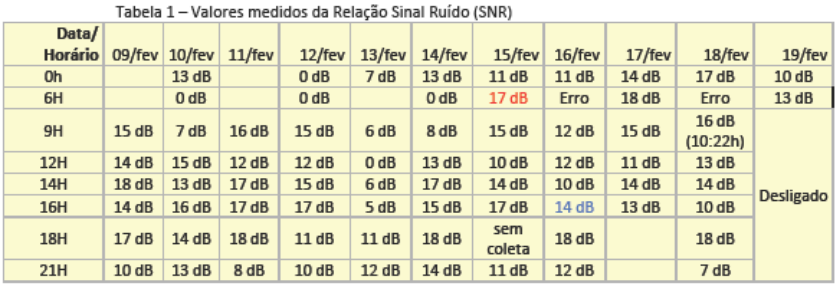 Tabela 1 – Valores medidos da Relação Sinal Ruído (SNR)
Data/
Horário 09/fev 10/fev 11/fev 12/fev 13/fev 14/fev 15/fev 16/fev 17/fev 18/fev 19/fev
0h 13 dB 0 dB 7 dB 13 dB 11 dB 11 dB 14 dB 17 dB 10 dB
6H 0 dB 0 dB 0 dB 17 dB Erro 18 dB Erro 13 dB
9H 15 dB 7 dB 16 dB 15 dB 6 dB 8 dB 15 dB 12 dB 15 dB 16 dB
(10:22h)
12H 14 dB 15 dB 12 dB 12 dB 0 dB 13 dB 10 dB 12 dB 11 dB 13 dB
14H 18 dB 13 dB 17 dB 15 dB 6 dB 17 dB 14 dB 10 dB 14 dB 14 dB
Desligado
16H 14 dB 16 dB 17 dB 17 dB 5 dB 15 dB 17 dB 14 dB 13 dB 10 dB
18H 17 dB 14 dB 18 dB 11 dB 11 dB 18 dB sem
coleta 18 dB 18 dB
21H 10 dB 13 dB 8 dB 10 dB 12 dB 14 dB 11 dB 12 dB 7 dB